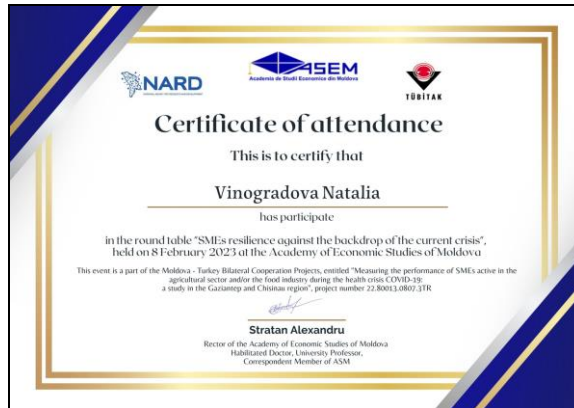 NARD
ASEM
Academia de Studii Economice din Moldova
TÜBİTAK
Certificate of attendance
This is to certify that
Vinogradova Natalia
has participate
in the round table "SMEs resilience against the backdrop of the current crisis",
held on 8 February 2023 at the Academy of Economic Studies of Moldova
This event is a part of the Moldova - Turkey Bilateral Cooperation Projects, entitled "Measuring the performance of SMEs active in the
agricultural sector and/or the food industry during the health crisis COVID-19:
a study in the Gaziantep and Chisinau region", project number 22.80013.0807.3TR
Stratan Alexandru
Rector of the Academy of Economic Studies of Moldova
Habilitated Doctor, University Professor,
Correspondent Member of ASM